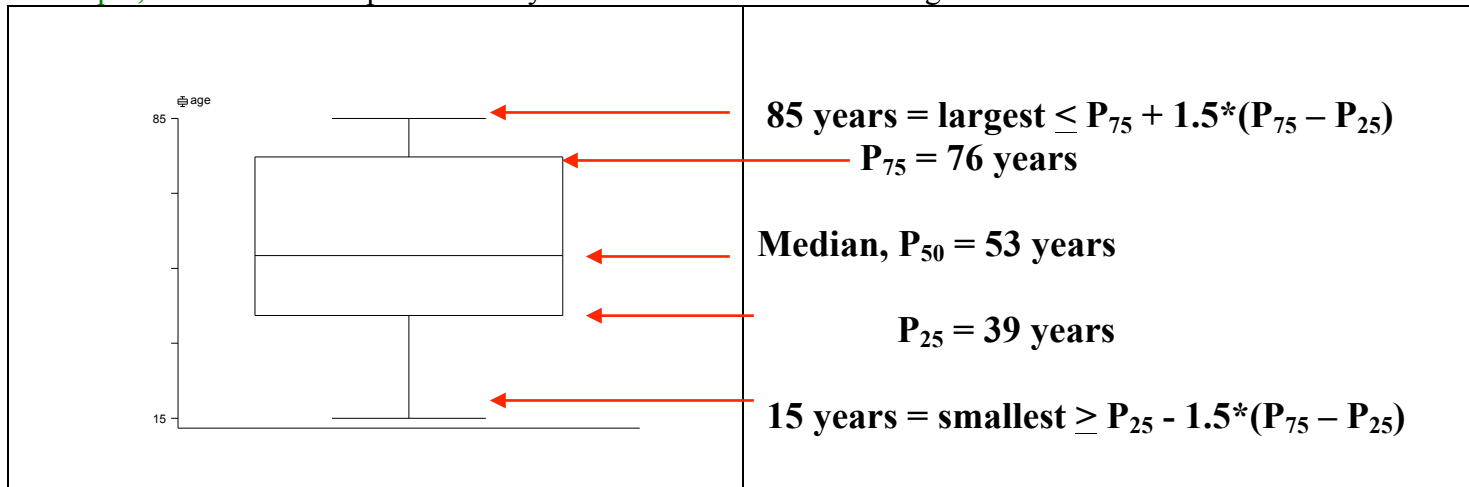 age
85
15
85 years = largest ≤ P75 + 1.5*(P75 – P25)
P75 = 76 years
Median, P50 = 53 years
P25 = 39 years
15 years = smallest ≥ P25 - 1.5*(P75 – P25)